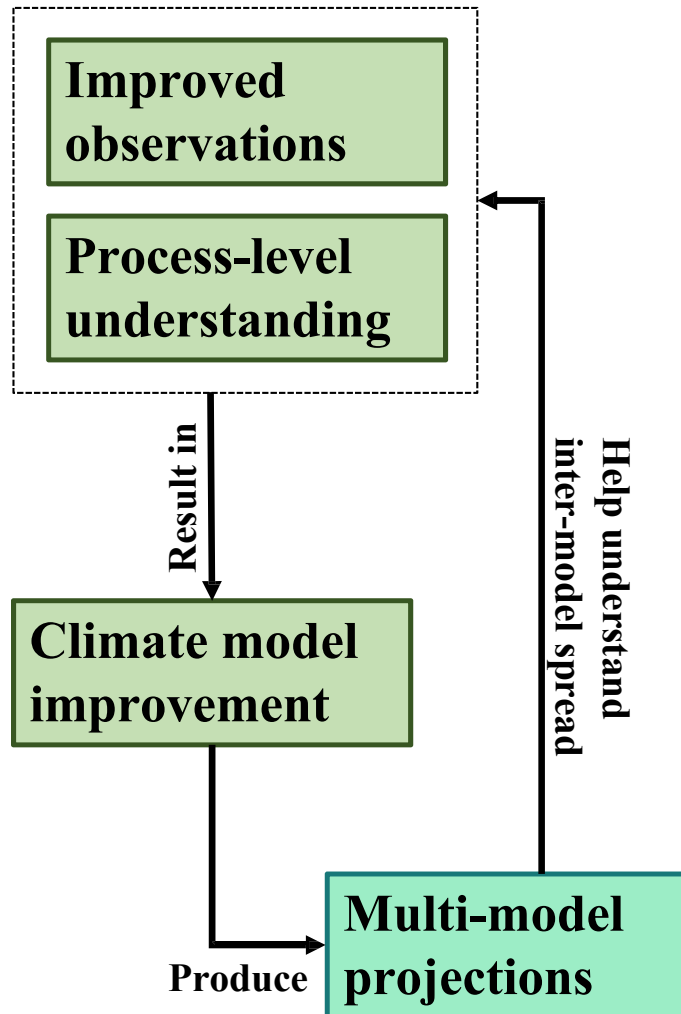 Improved
observations
Process-level
understanding
Result in
Help understand
inter-model spread
Climate model
improvement
Produce
Multi-model
projections